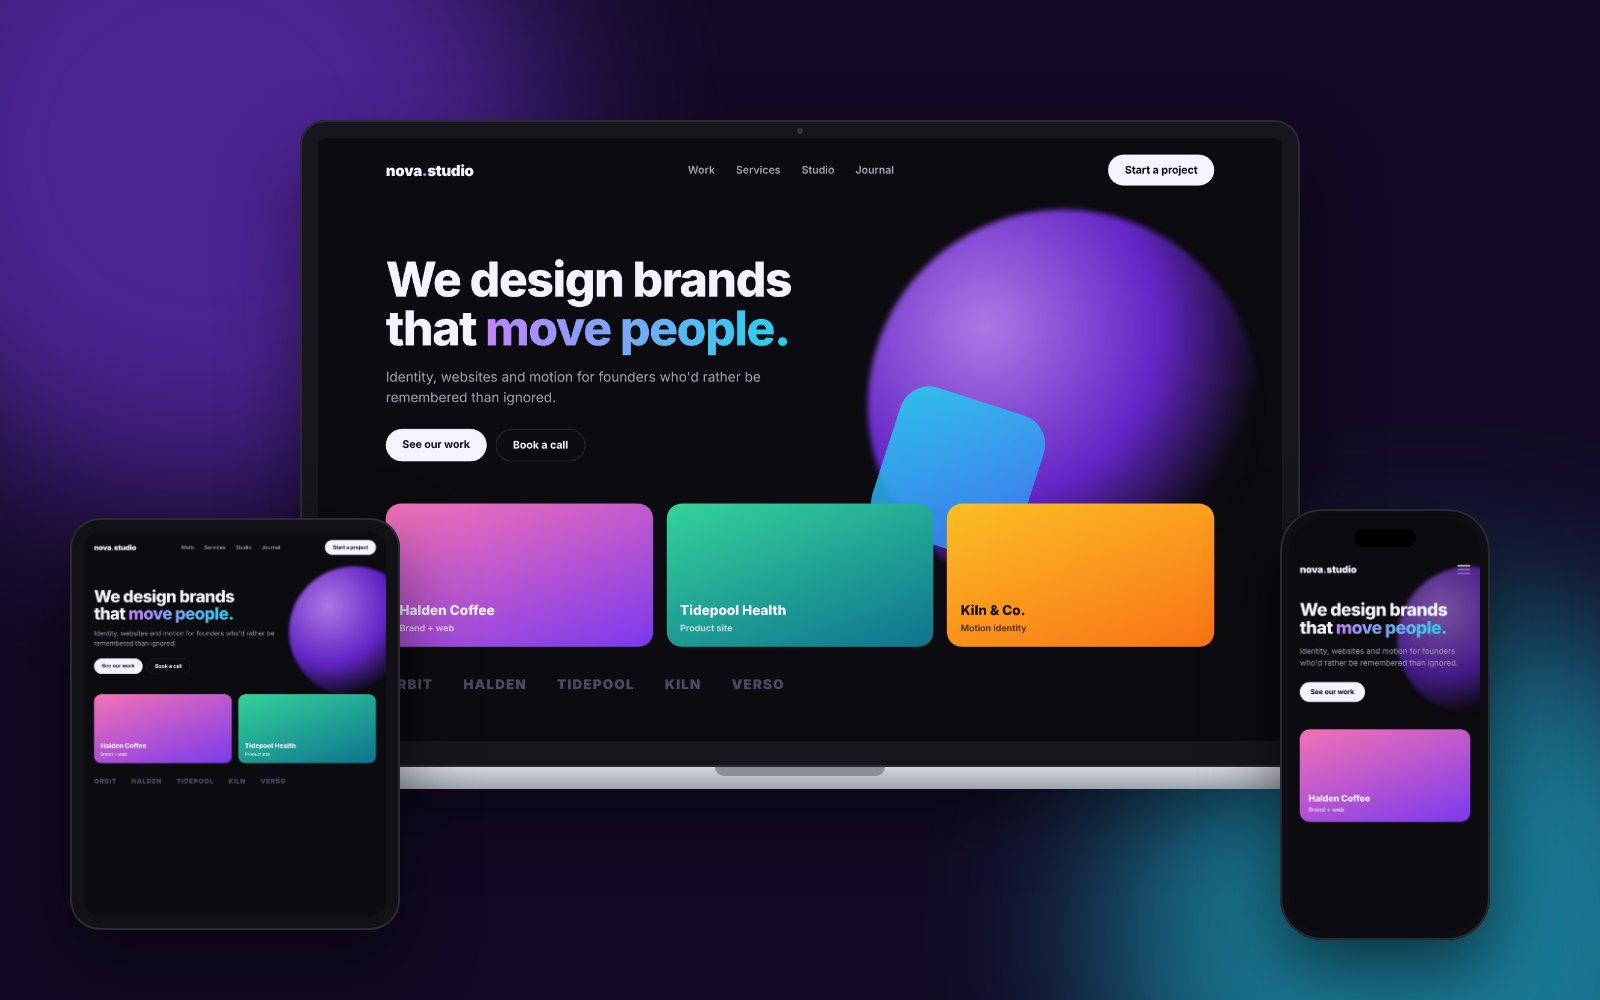 nova.studio
Work Services Studio Journal
Start a project
We design brands
that move people.
Identity, websites and motion for founders who'd rather be
remembered than ignored.
See our work
Book a call
Halden Coffee
Brand + web
Tidepool Health
Product site
Kiln & Co.
Motion identity
RBIT HALDEN TIDEPOOL KILN VERSO
nova.studio
Work Services Studio Journal
Start a project
We design brands
that move people.
Identity, websites and motion for founders who'd rather be
remembered than ignored.
See our work
Book a call
Halden Coffee
Brand + web
Tidepool Health
Product site
ORBIT HALDEN TIDEPOOL KILN VERSO
nova.studio
We design brands
that move people.
Identity, websites and motion for founders
who'd rather be remembered than ignored.
See our work
Halden Coffee
Brand + web